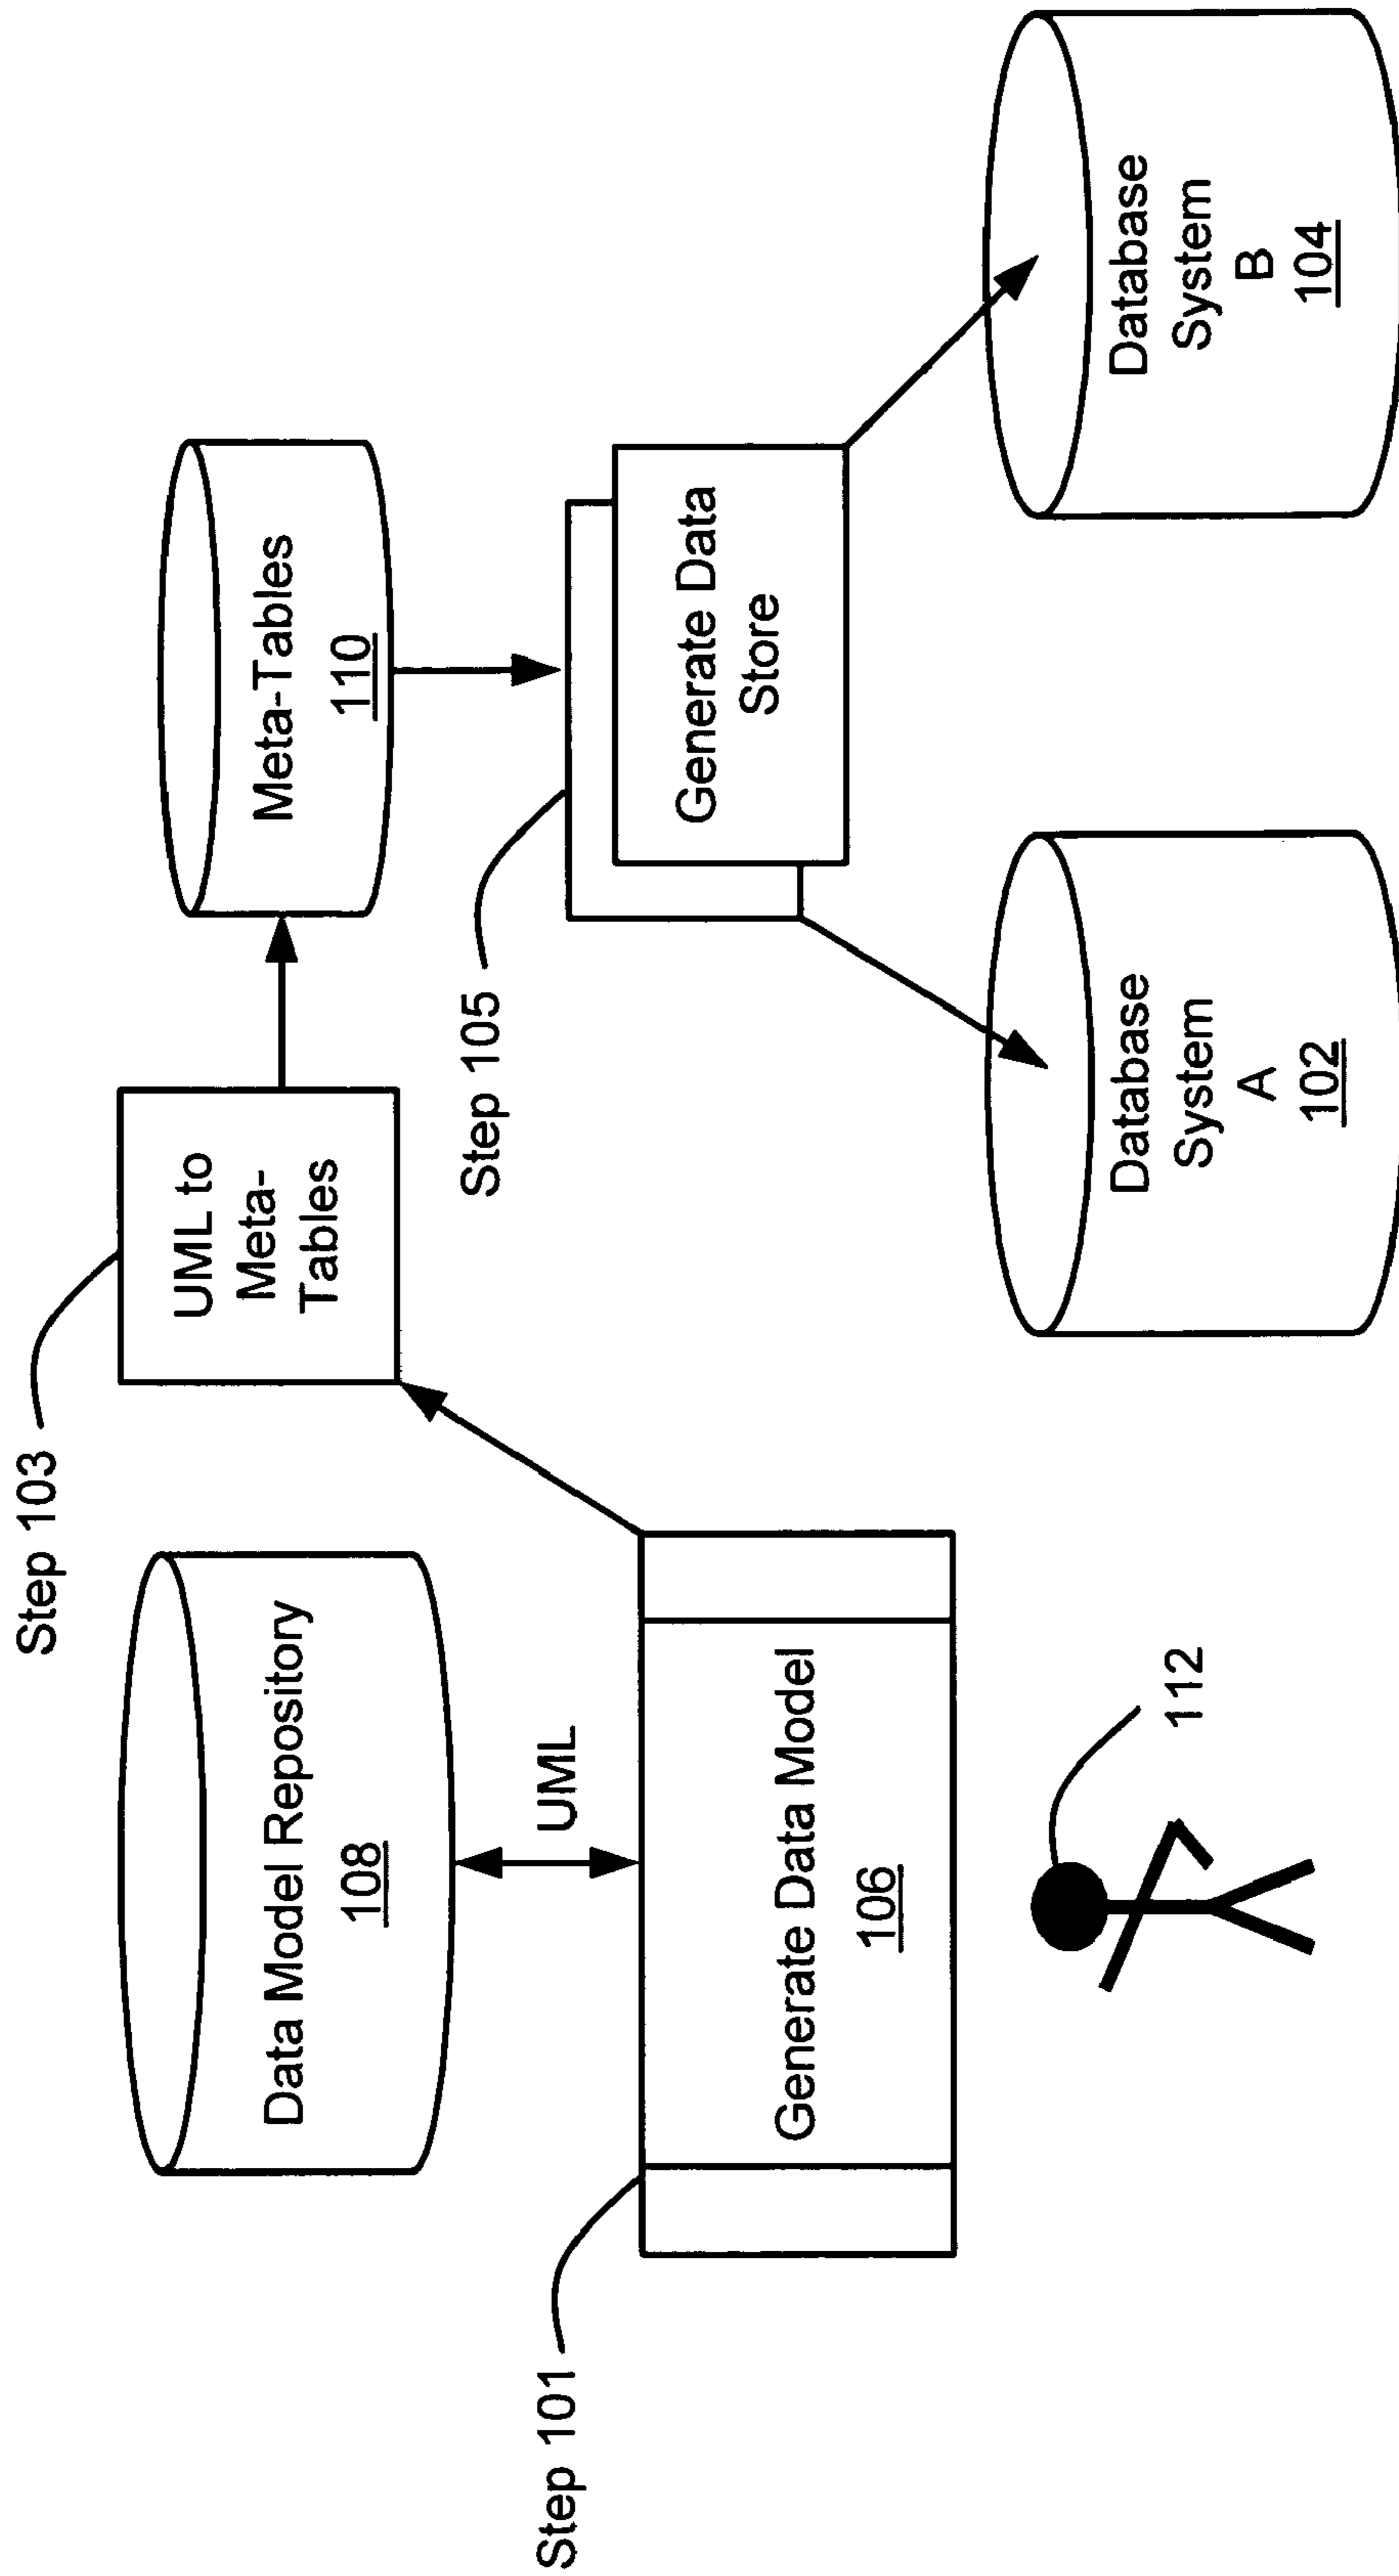 Step 103
Data Model Repository
108
UML to
Meta-
Tables
Meta-Tables
110
UML
Step 101
Generate Data Model
106
Step 105
Generate Data
Store
112
Database
System
A
102
Database
System
B
104